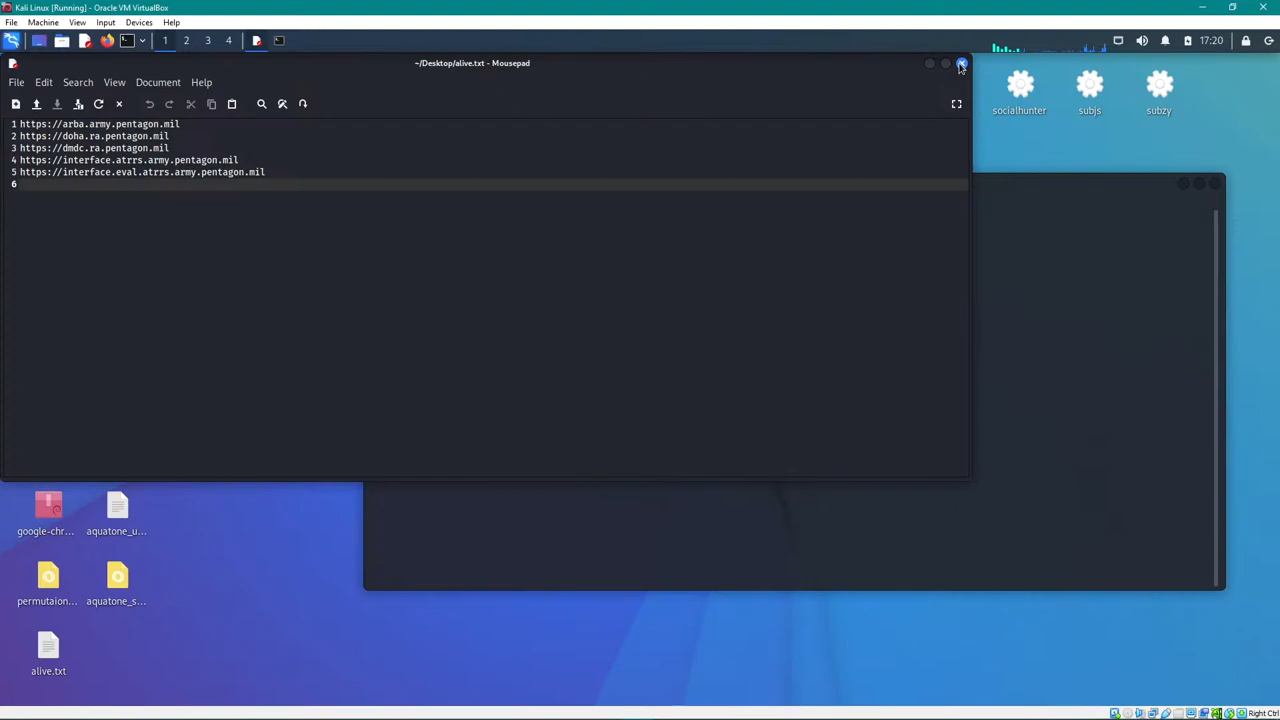 Kali Linux [Running] - Oracle VM VirtualBox
File Machine View Input Devices Help
1 2 3 4 17:20
~/Desktop/alive.txt - Mousepad
File Edit Search View Document Help
1 https://arba.army.pentagon.mil
2 https://doha.ra.pentagon.mil
3 https://dmdc.ra.pentagon.mil
4 https://interface.atrrs.army.pentagon.mil
5 https://interface.eval.atrrs.army.pentagon.mil
6
socialhunter subjs subzy
google-chr... aquatone_u...
permutaion... aquatone_s...
alive.txt
Right Ctrl